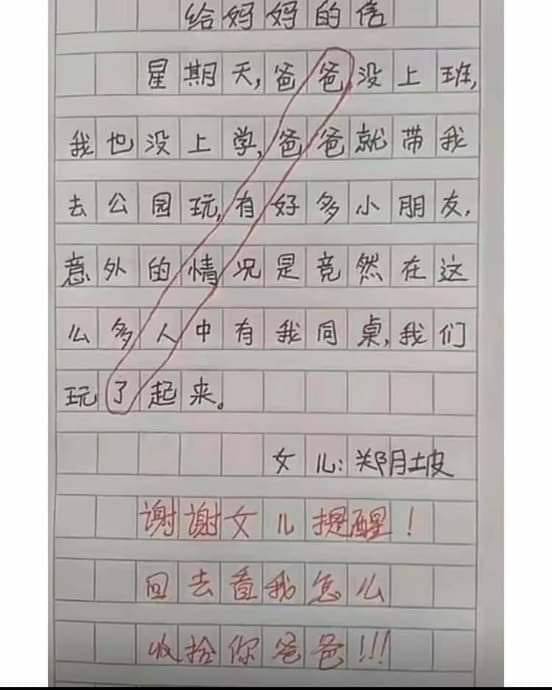 给妈妈的信
星期天,爸爸没上班,
我也没上学,爸爸就带我
去公园玩,有好多小朋友,
意外的情况是竟然在这
么多人中有我同桌,我们
玩了起来。
女儿:郑阴坡
谢谢女儿提醒!
回去看我怎么
收拾你爸爸!!!